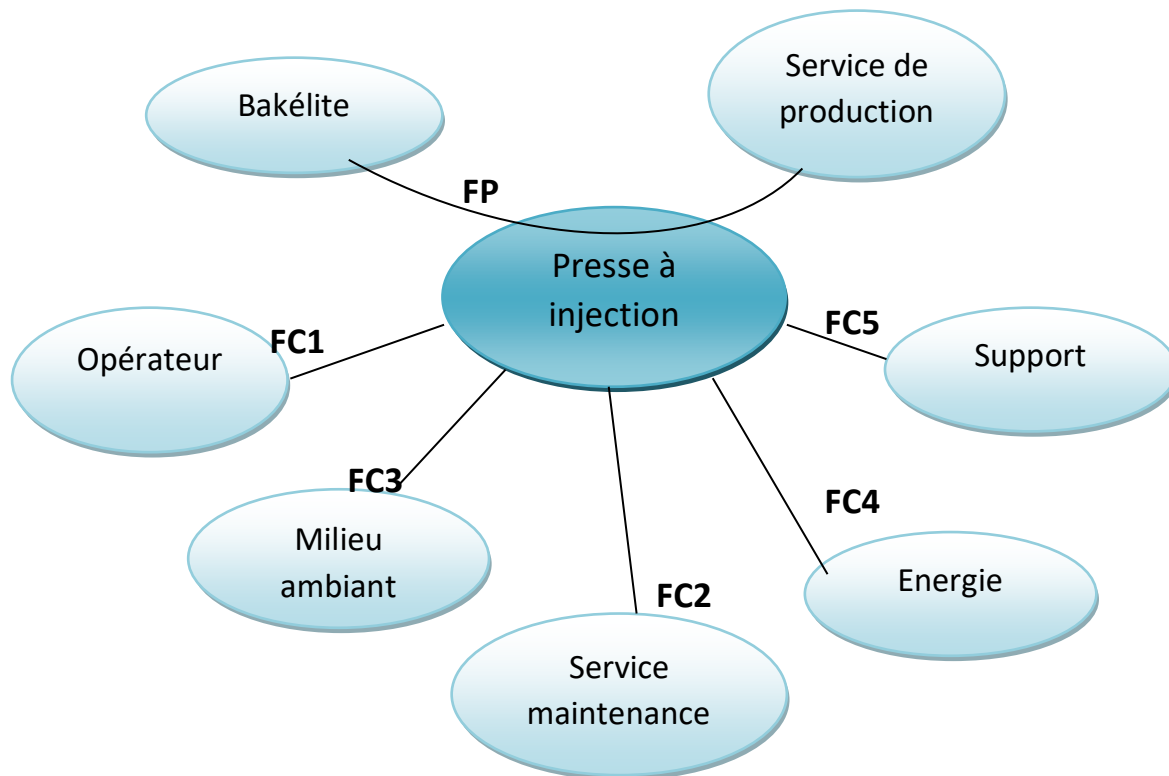 Service de
production
Bakélite
FP
Presse à
injection
FC1
FC5
Opérateur
Support
FC3
FC4
Milieu
ambiant
Energie
FC2
Service
maintenance